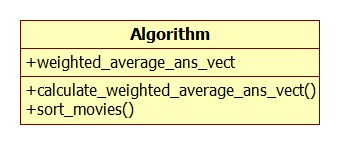 Algorithm
+weighted_average_ans_vect
+calculate_weighted_average_ans_vect()
+sort_movies()